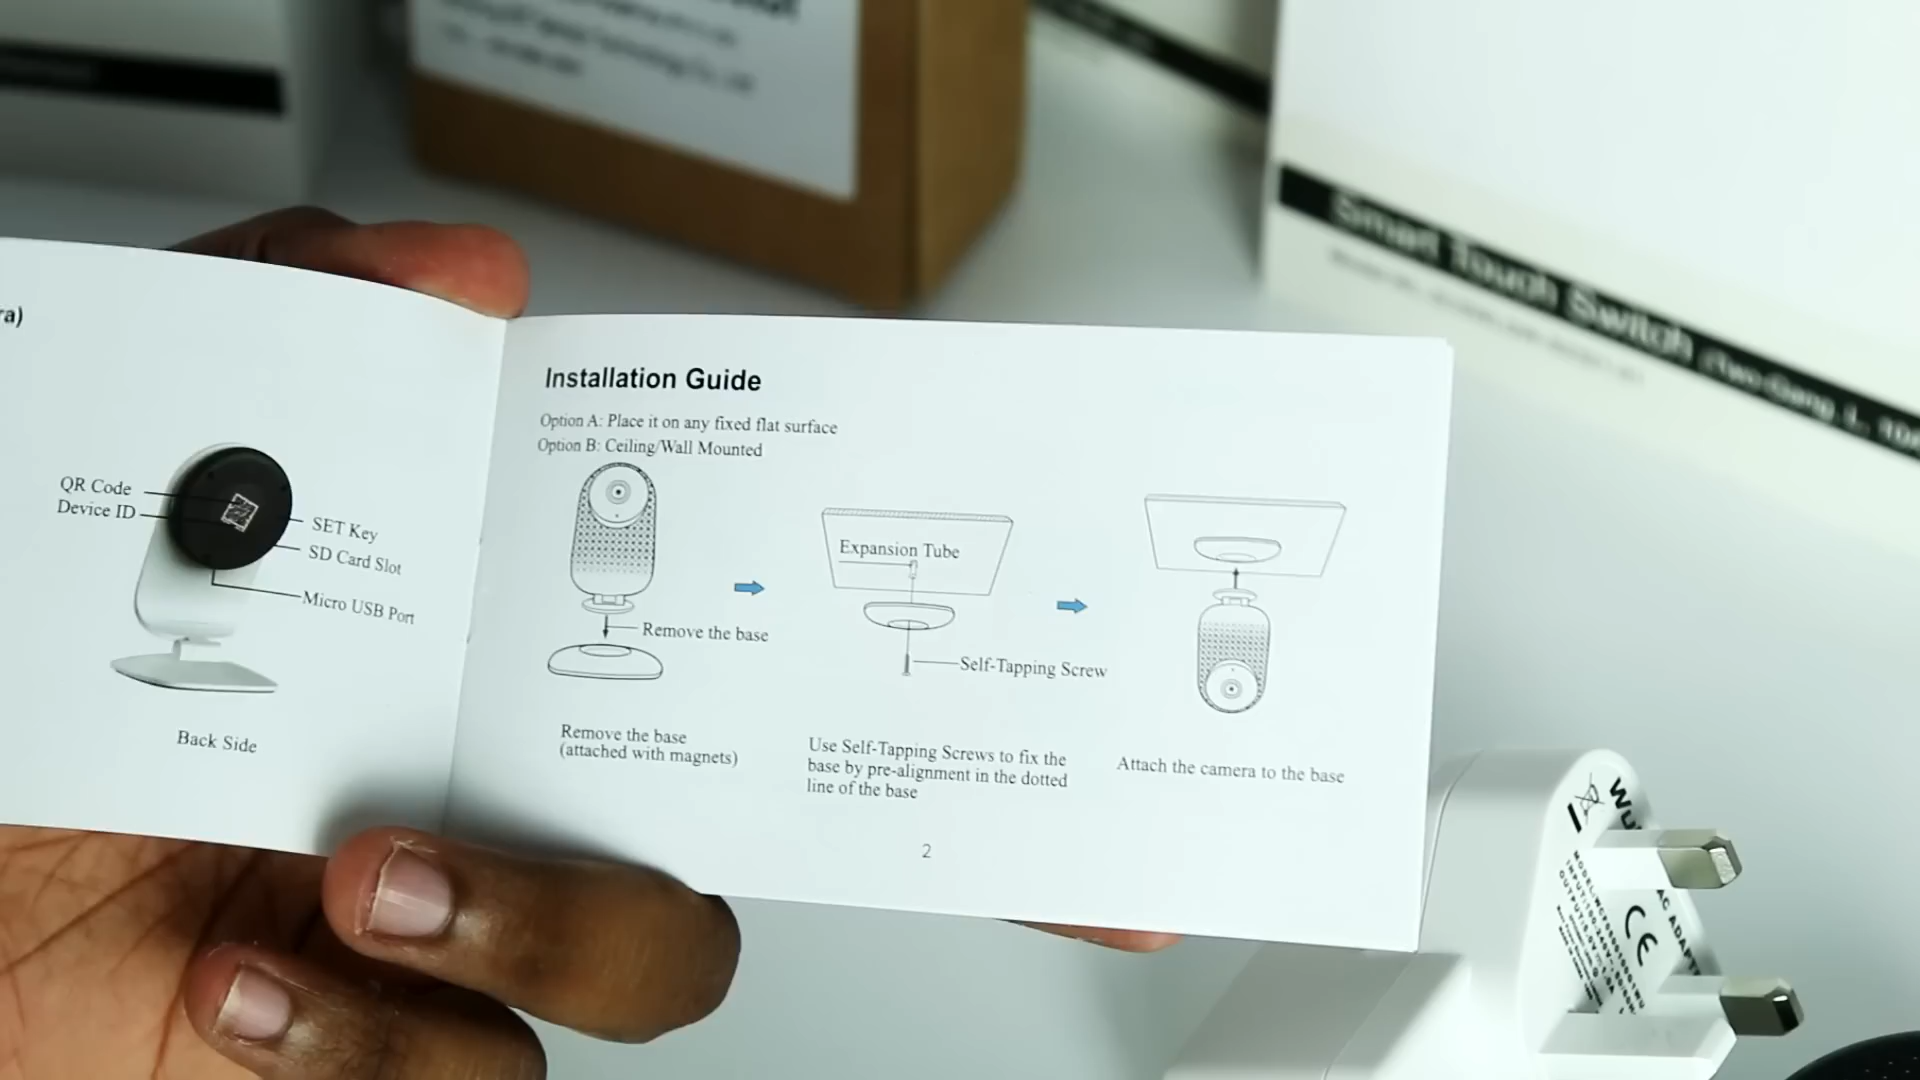 ra)
QR Code
Device ID
SET Key
SD Card Slot
Micro USB Port
Back Side
Installation Guide
Option A: Place it on any fixed flat surface
Option B: Ceiling/Wall Mounted
Remove the base
Expansion Tube
Self-Tapping Screw
Remove the base
(attached with magnets)
Use Self-Tapping Screws to fix the
base by pre-alignment in the dotted
line of the base
Attach the camera to the base
2
Smart Touch Switch (Two-Gang, L,
CE